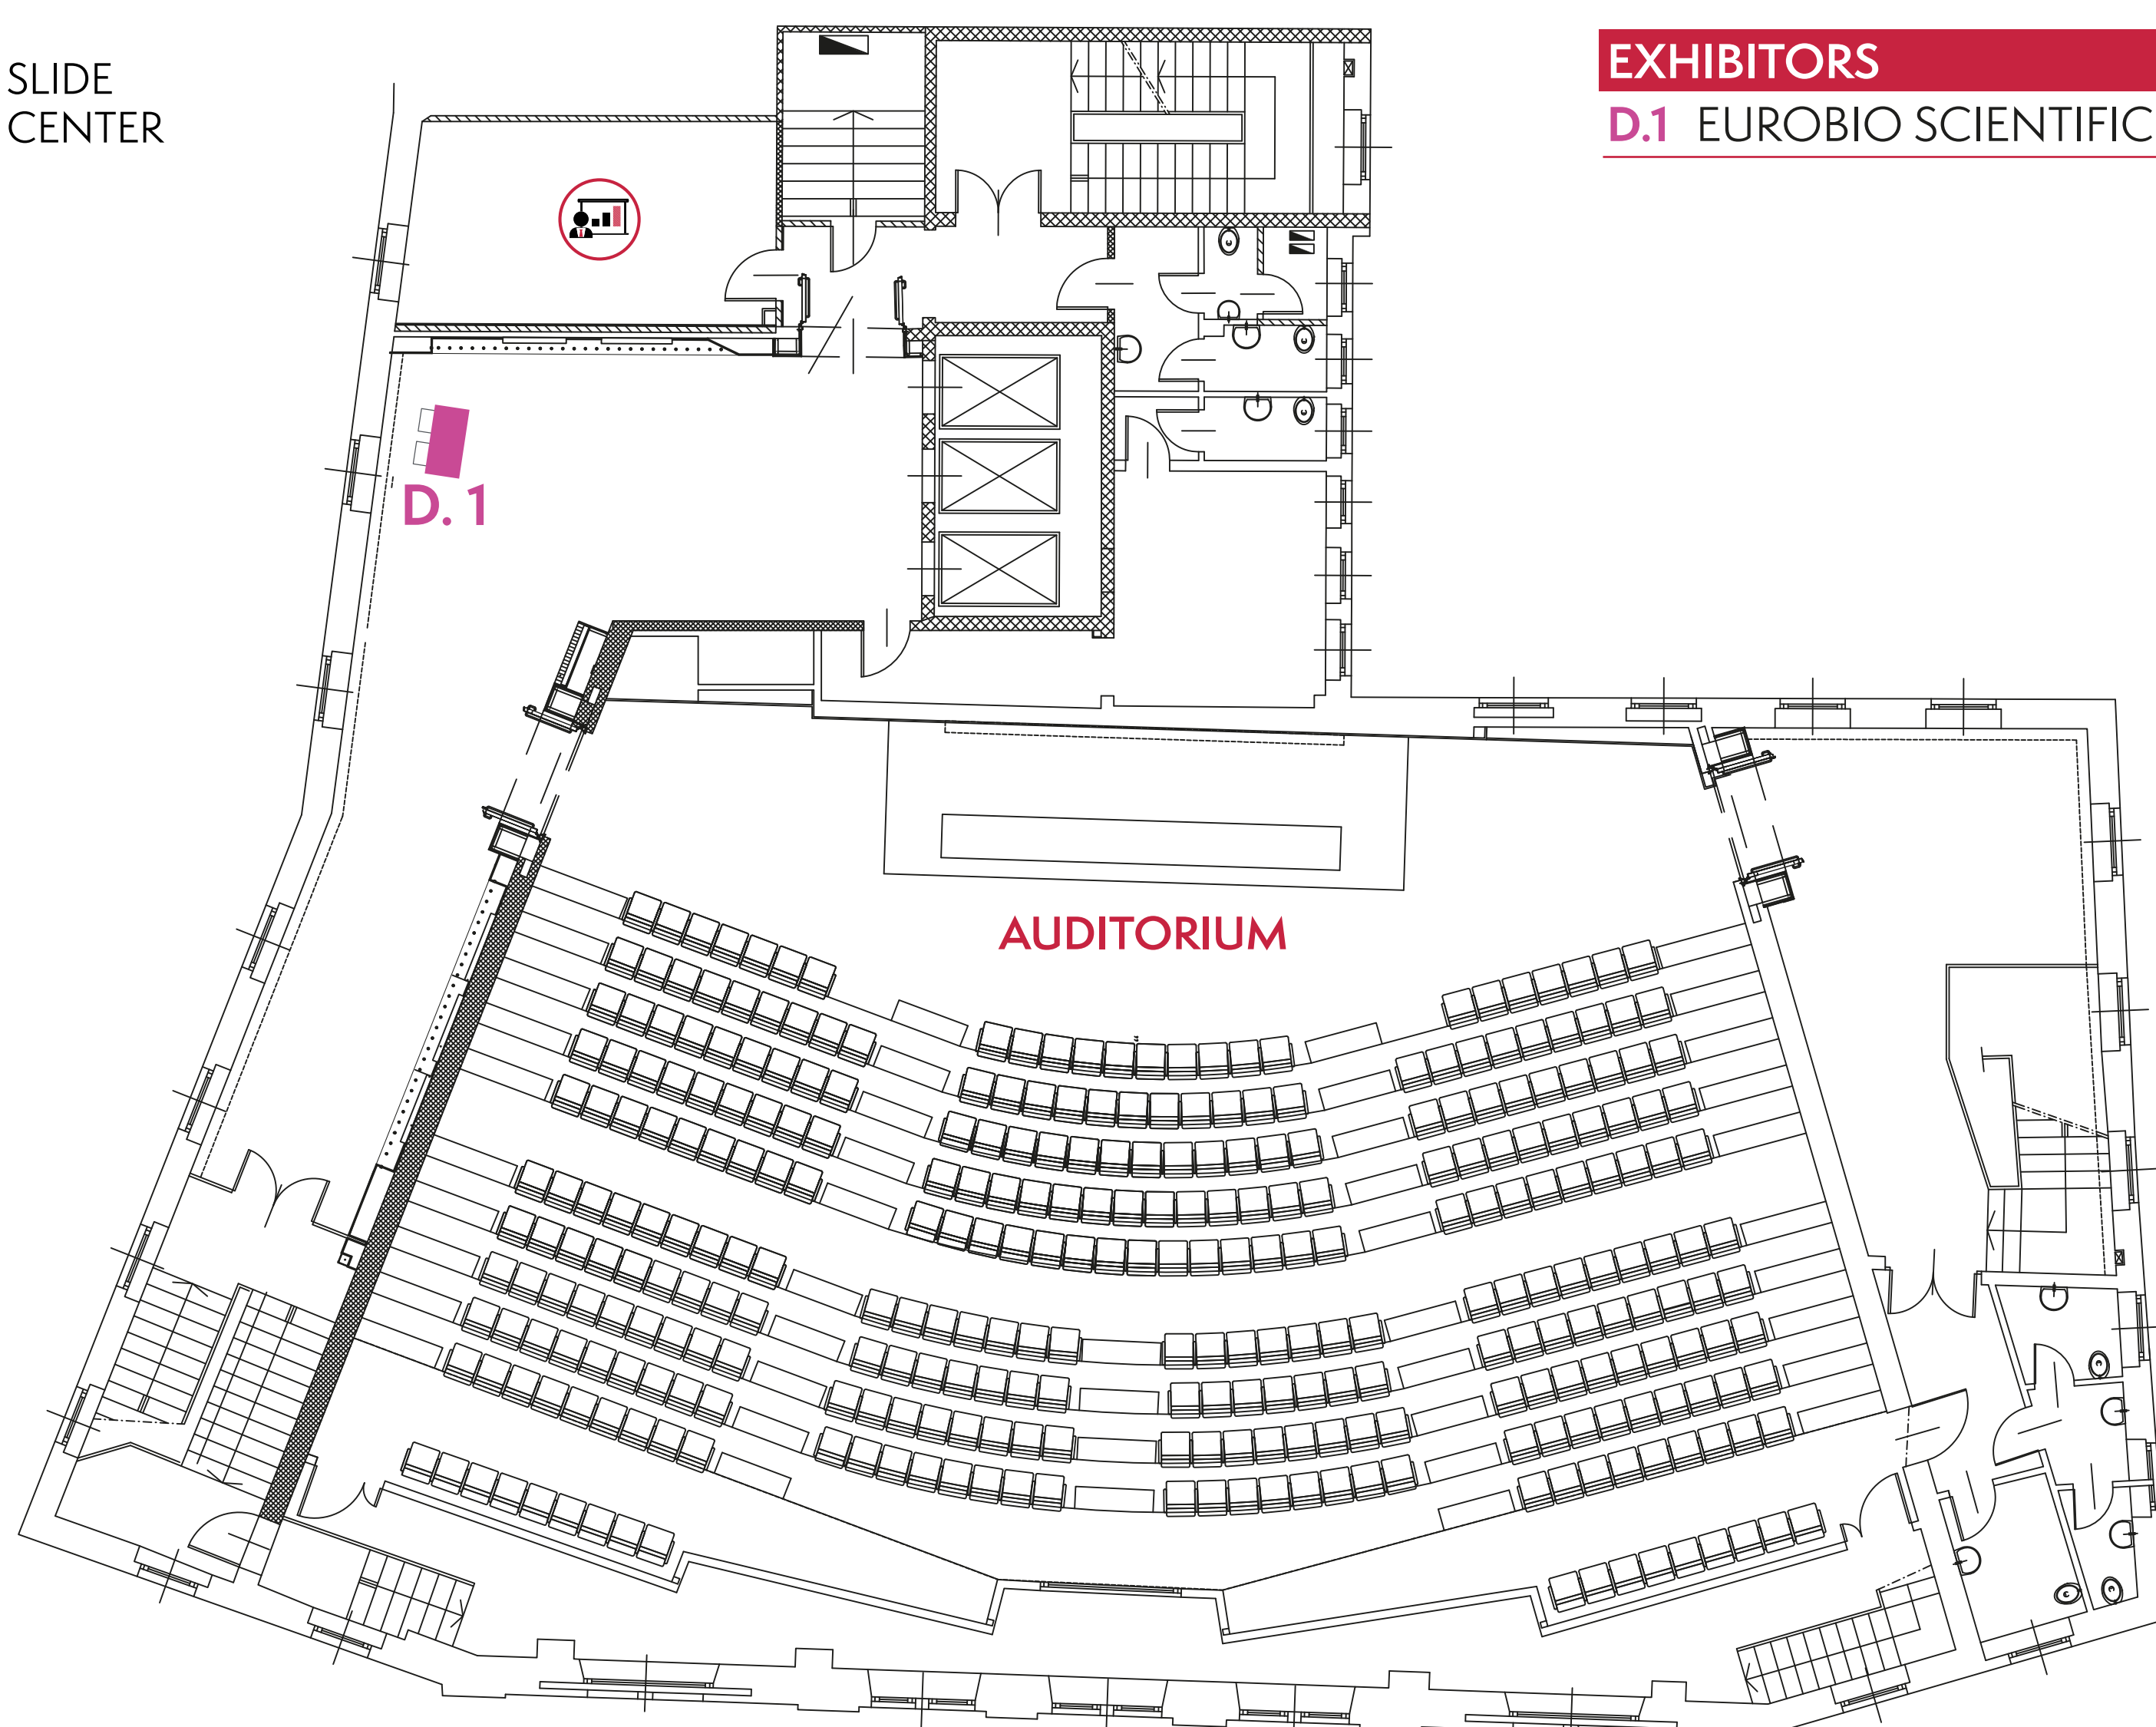 SLIDE
CENTER
EXHIBITORS
D.1 EUROBIO SCIENTIFIC
D. 1
AUDITORIUM